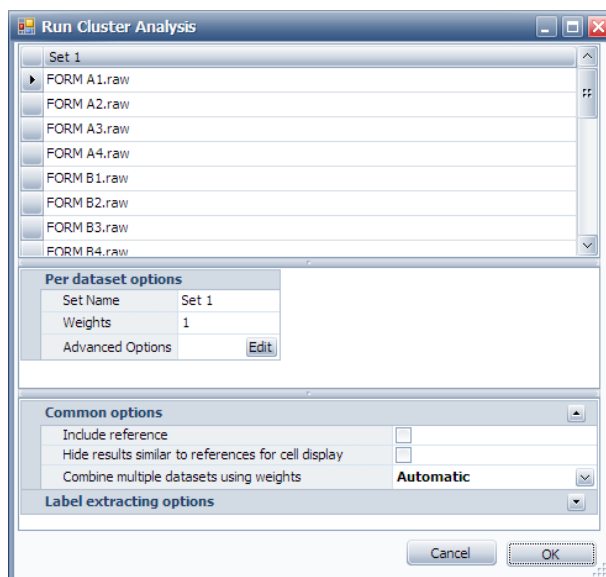 Run Cluster Analysis
Set 1
FORM A1.raw
FORM A2.raw
FORM A3.raw
FORM A4.raw
FORM B1.raw
FORM B2.raw
FORM B3.raw
FORM B4.raw
Per dataset options
Set Name Set 1
Weights 1
Advanced Options Edit
Common options
Include reference
Hide results similar to references for cell display
Combine multiple datasets using weights Automatic
Label extracting options
Cancel OK